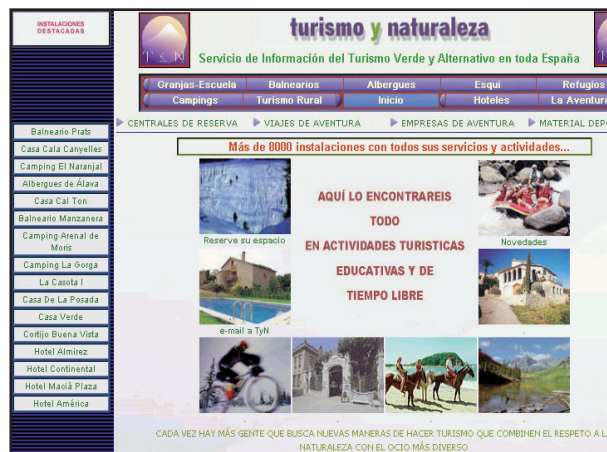 INSTALACIONES
DESTACADAS
turismo y naturaleza
T y N
Servicio de Información del Turismo Verde y Alternativo en toda España
Granjas-Escuela Balnearios Albergues Esqui Refugios
Campings Turismo Rural Inicio Hoteles La Aventura
CENTRALES DE RESERVA VIAJES DE AVENTURA EMPRESAS DE AVENTURA MATERIAL DEP
Más de 8000 instalaciones con todos sus servicios y actividades...
Balneario Prats
Casa Cala Canyelles
Camping El Naranjal
Albergues de Álava
Casa Cal Ton
Balneario Manzanera
Camping Arenal de
Moris
Camping La Gorga
La Casota I
Casa De La Posada
Casa Verde
Cortijo Buena Vista
Hotel Almirez
Hotel Continental
Hotel Macià Plaza
Hotel América
Reserve su espacio
e-mail a TyN
AQUÍ LO ENCONTRAREIS
TODO
EN ACTIVIDADES TURISTICAS
EDUCATIVAS Y DE
TIEMPO LIBRE
Novedades
CADA VEZ HAY MÁS GENTE QUE BUSCA NUEVAS MANERAS DE HACER TURISMO QUE COMBINEN EL RESPETO A L
NATURALEZA CON EL OCIO MÁS DIVERSO